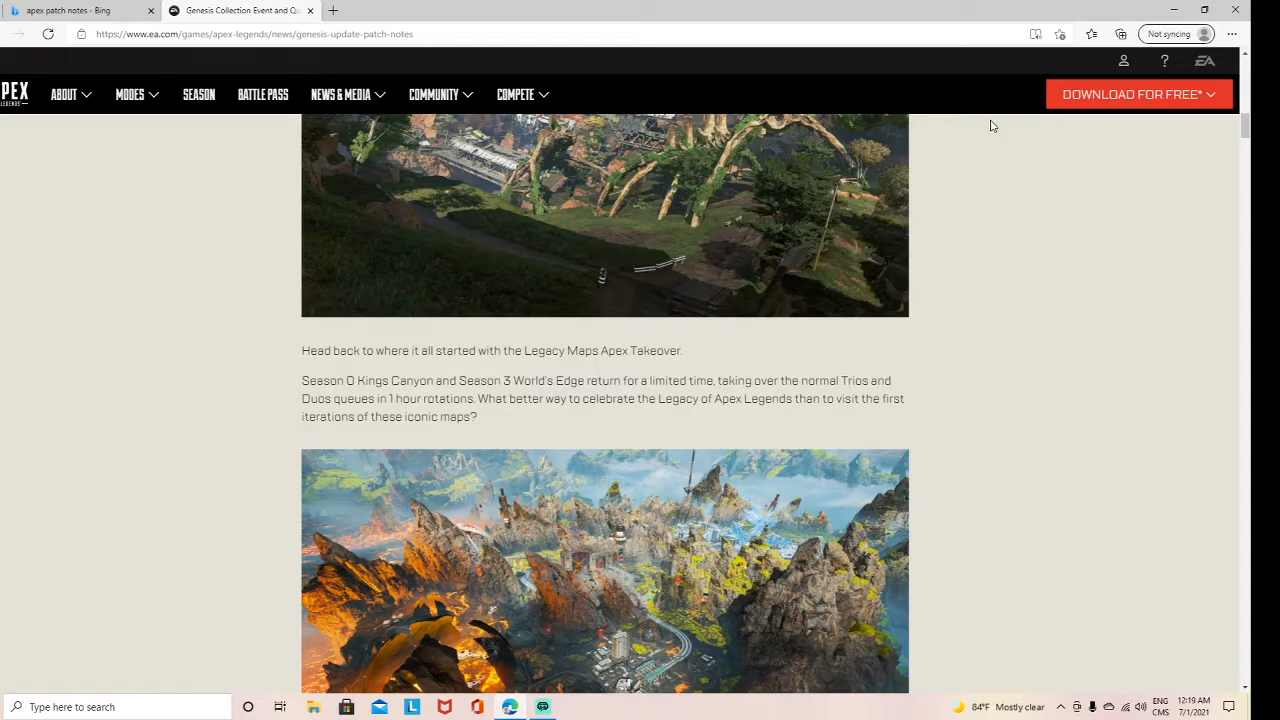 apex patch notes - Bing
Genesis Collection Event and Qu
https://www.ea.com/games/apex-legends/news/genesis-update-patch-notes
Not syncing
EA
PEX
LEGENDS
ABOUT
MODES
SEASON
BATTLE PASS
NEWS & MEDIA
COMMUNITY
COMPETE
DOWNLOAD FOR FREE*
Head back to where it all started with the Legacy Maps Apex Takeover.
Season 0 Kings Canyon and Season 3 World's Edge return for a limited time, taking over the normal Trios and
Duos queues in 1 hour rotations. What better way to celebrate the Legacy of Apex Legends than to visit the first
iterations of these iconic maps?
Type here to search
84°F Mostly clear
ENG
CMS
12:19 AM
7/1/2021